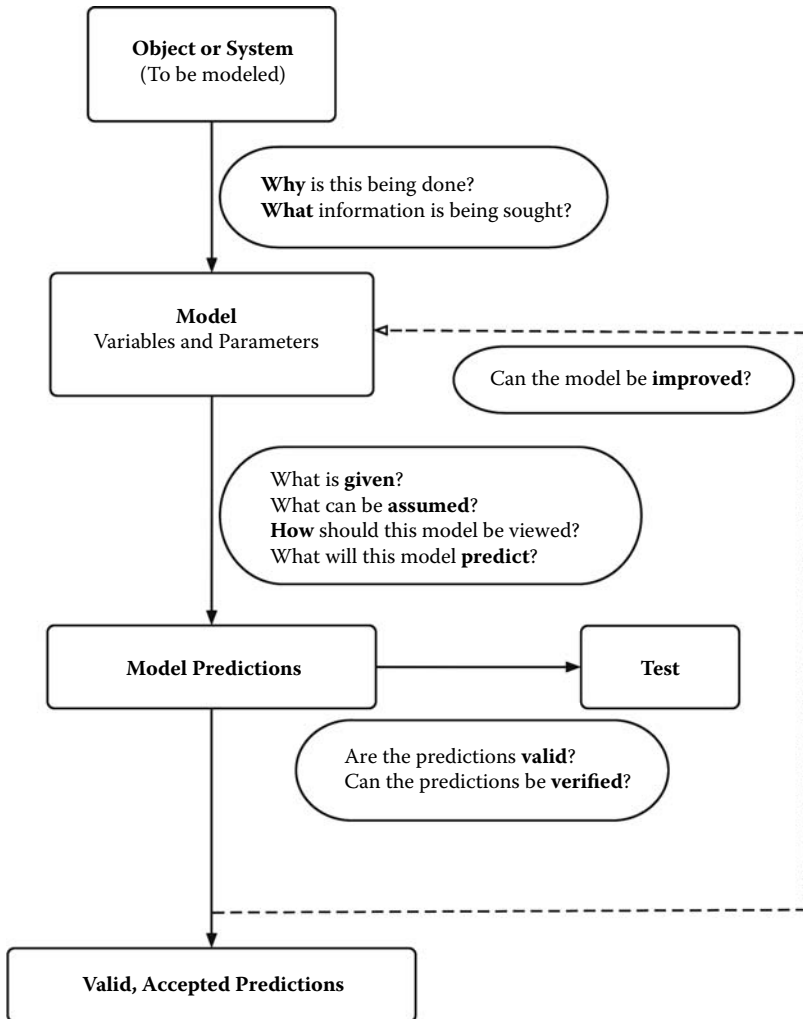 Object or System
(To be modeled)
Why is this being done?
What information is being sought?
Model
Variables and Parameters
Can the model be improved?
What is given?
What can be assumed?
How should this model be viewed?
What will this model predict?
Model Predictions
Test
Are the predictions valid?
Can the predictions be verified?
Valid, Accepted Predictions